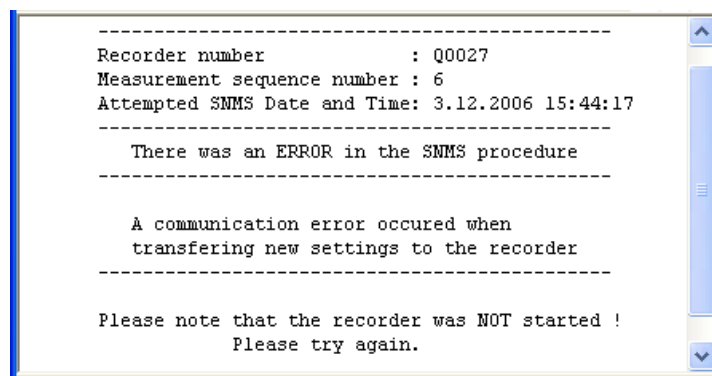 ----------------------------------------------
Recorder number : Q0027
Measurement sequence number : 6
Attempted SNMS Date and Time: 3.12.2006 15:44:17
----------------------------------------------
There was an ERROR in the SNMS procedure
----------------------------------------------
A communication error occured when
transfering new settings to the recorder
----------------------------------------------
Please note that the recorder was NOT started !
Please try again.